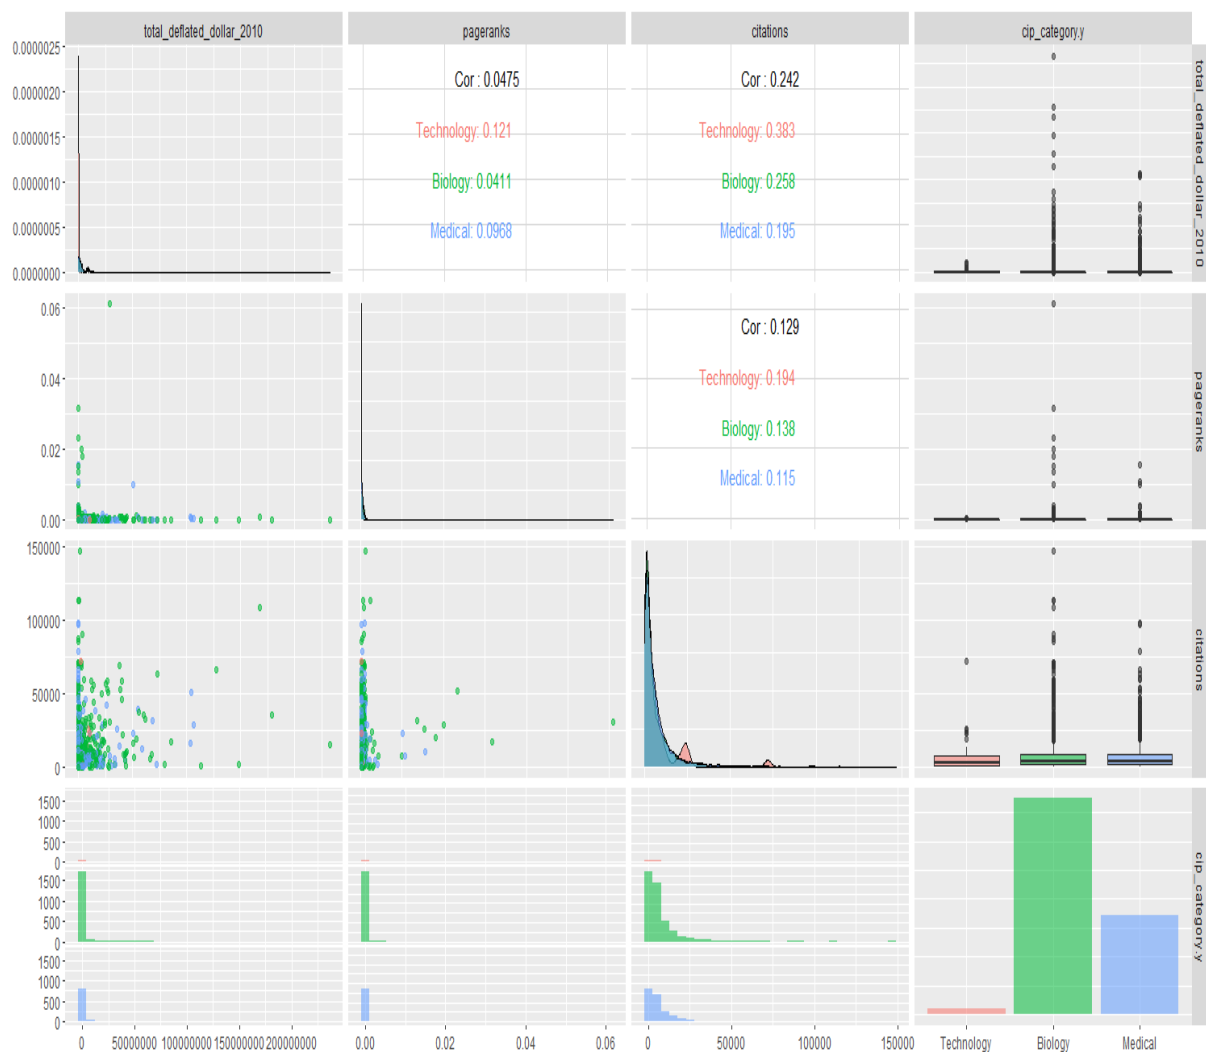 total_deflated_dollar_2010 pageranks citations cip_category.y
0.0000025
0.0000020
0.0000015
0.0000010
0.0000005
0.0000000
Cor : 0.0475
Technology: 0.121
Biology: 0.0411
Medical: 0.0968
Cor : 0.242
Technology: 0.383
Biology: 0.258
Medical: 0.195
total_deflated_dollar_2010
0.06
0.04
0.02
0.00
Cor : 0.129
Technology: 0.194
Biology: 0.138
Medical: 0.115
pageranks
150000
100000
50000
0
citations
1500
1000
500
0
1500
1000
500
0
1500
1000
500
0
cip_category.y
0 50000000 100000000 150000000 200000000 0.00 0.02 0.04 0.06 0 50000 100000 150000 Technology Biology Medical